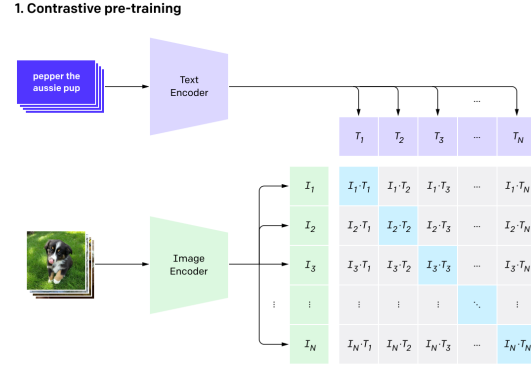 1. Contrastive pre-training
pepper the
aussie pup
Text
Encoder
...
T1 T2 T3 ... TN
I1 I1·T1 I1·T2 I1·T3 ... I1·TN
I2 I2·T1 I2·T2 I2·T3 ... I2·TN
Image
Encoder
I3 I3·T1 I3·T2 I3·T3 ... I3·TN
⋮ ⋮ ⋮ ⋮ ⋮ ⋱ ⋮
IN IN·T1 IN·T2 IN·T3 ... IN·TN